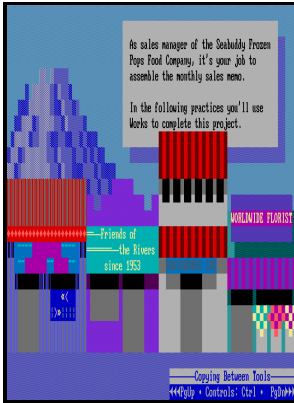 As sales manager of the Seabuddy Frozen
Pops Food Company, it's your job to
assemble the monthly sales memo.
In the following practices you'll use
Works to complete this project.
WORLDWIDE FLORIST
Friends of
the Rivers
since 1953
Copying Between Tools
PgUp • Controls: Ctrl • PgDn